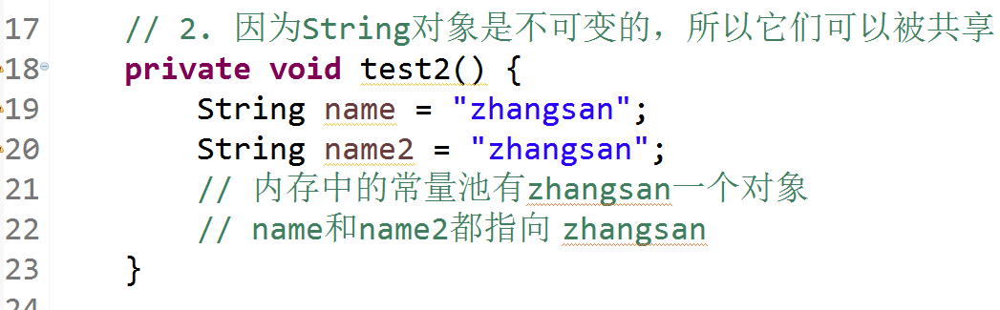 17 // 2. 因为String对象是不可变的，所以它们可以被共享
18 private void test2() {
19 String name = "zhangsan";
20 String name2 = "zhangsan";
21 // 内存中的常量池有zhangsan一个对象
22 // name和name2都指向 zhangsan
23 }
24